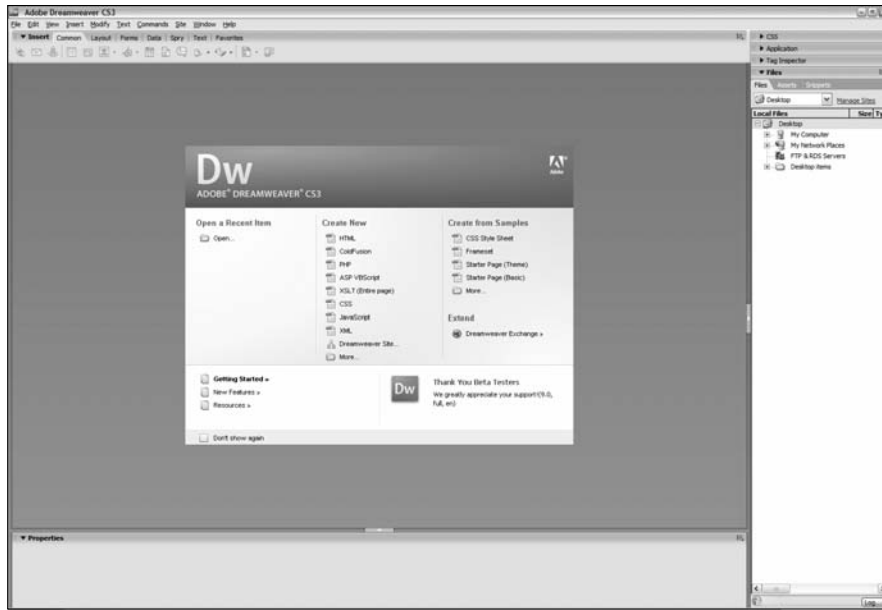 Adobe Dreamweaver CS3
File Edit View Insert Modify Text Commands Site Window Help
▼ Insert Common Layout Forms Data Spry Text Favorites
Dw
ADOBE® DREAMWEAVER® CS3
Adobe
Open a Recent Item
Open...
Create New
HTML
ColdFusion
PHP
ASP VBScript
XSLT (Entire page)
CSS
JavaScript
XML
Dreamweaver Site...
More...
Create from Samples
CSS Style Sheet
Frameset
Starter Page (Theme)
Starter Page (Basic)
More...
Extend
Dreamweaver Exchange »
Getting Started »
New Features »
Resources »
Dw
Thank You Beta Testers
We greatly appreciate your support!(9.0,
full, en)
Don't show again
▼ Properties
CSS
Application
Tag Inspector
▼ Files
Files Assets Snippets
Desktop Manage Sites
Local Files Size Ty
Desktop
My Computer
My Network Places
FTP & RDS Servers
Desktop items
Log...